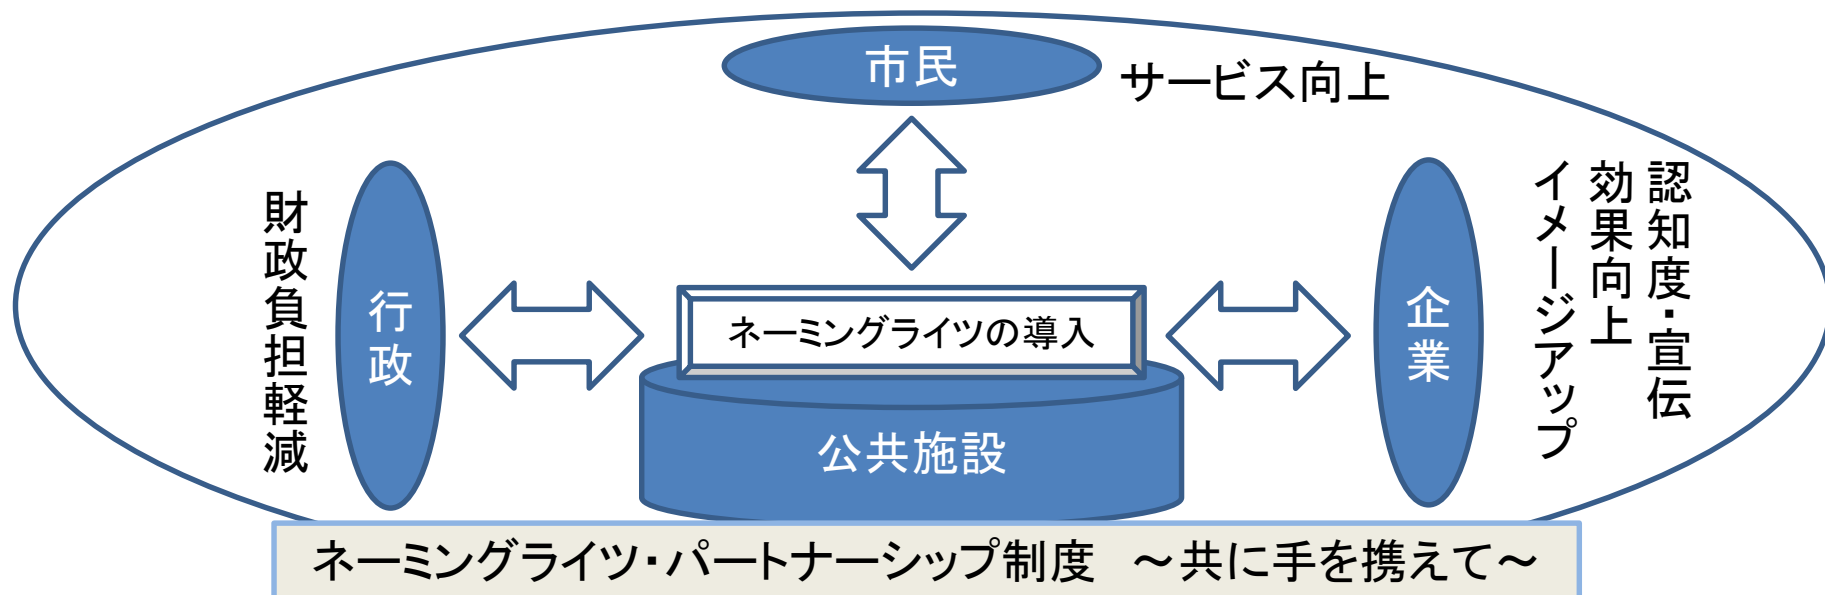 市民
サービス向上
財政負担軽減
行政
ネーミングライツの導入
公共施設
企業
認知度・宣伝
効果向上
イメージアップ
ネーミングライツ・パートナーシップ制度　～共に手を携えて～